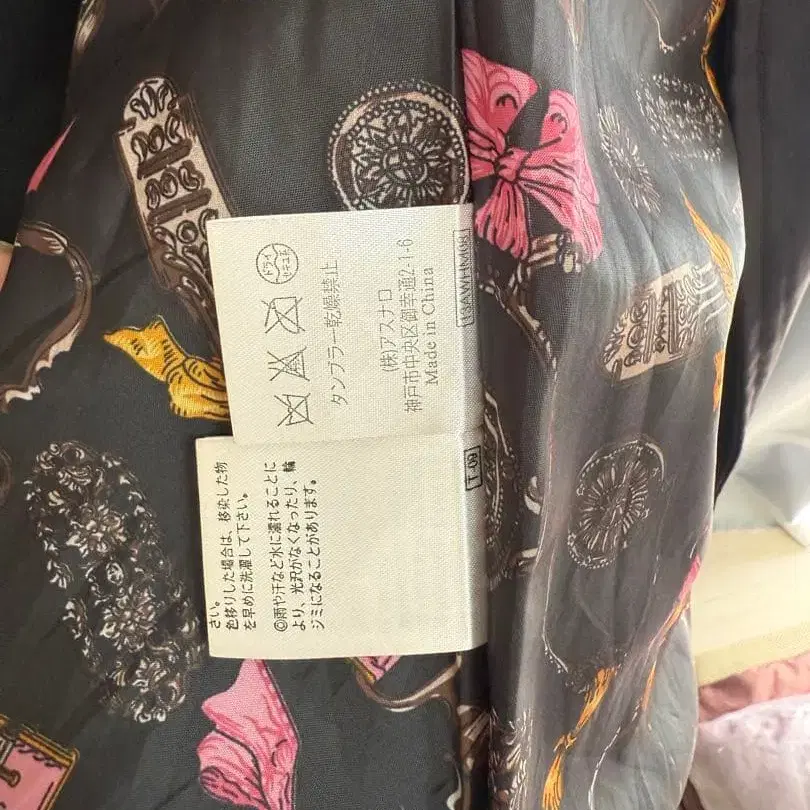 ドライ
セキユ系
タンブラー乾燥禁止
(株)アスナロ
神戸市中央区御幸通2-1-6
Made in China
13AWHM08
さい。
色移りした場合は、移染した物
を早めに洗濯して下さい。
◎雨や汗など水に濡れることに
より、光沢がなくなったり、輪
ジミになることがあります。
T-09